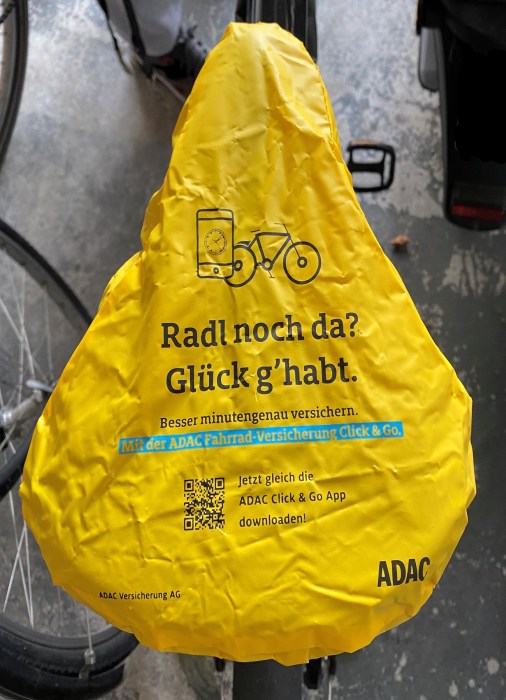 Radl noch da?
Glück g'habt.
Besser minutengenau versichern.
Mit der ADAC Fahrrad-Versicherung Click & Go.
Jetzt gleich die
ADAC Click & Go App
downloaden!
ADAC
ADAC Versicherung AG